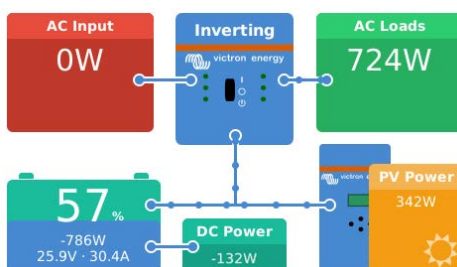 AC Input
0W
Inverting
victron energy
AC Loads
724W
57 %
-786W
25.9V · 30.4A
DC Power
-132W
victron
PV Power
342W